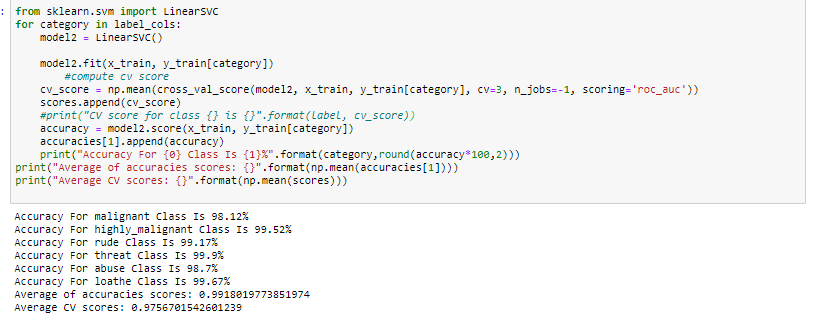 :
from sklearn.svm import LinearSVC
for category in label_cols:
    model2 = LinearSVC()
    model2.fit(x_train, y_train[category])
        #compute cv score
    cv_score = np.mean(cross_val_score(model2, x_train, y_train[category], cv=3, n_jobs=-1, scoring='roc_auc'))
    scores.append(cv_score)
    #print("CV score for class {} is {}".format(Label, cv_score))
    accuracy = model2.score(x_train, y_train[category])
    accuracies[1].append(accuracy)
    print("Accuracy For {0} Class Is {1}%".format(category,round(accuracy*100,2)))
print("Average of accuracies scores: {}".format(np.mean(accuracies[1])))
print("Average CV scores: {}".format(np.mean(scores)))
Accuracy For malignant Class Is 98.12%
Accuracy For highly_malignant Class Is 99.52%
Accuracy For rude Class Is 99.17%
Accuracy For threat Class Is 99.9%
Accuracy For abuse Class Is 98.7%
Accuracy For loathe Class Is 99.67%
Average of accuracies scores: 0.9918019773851974
Average CV scores: 0.9756701542601239